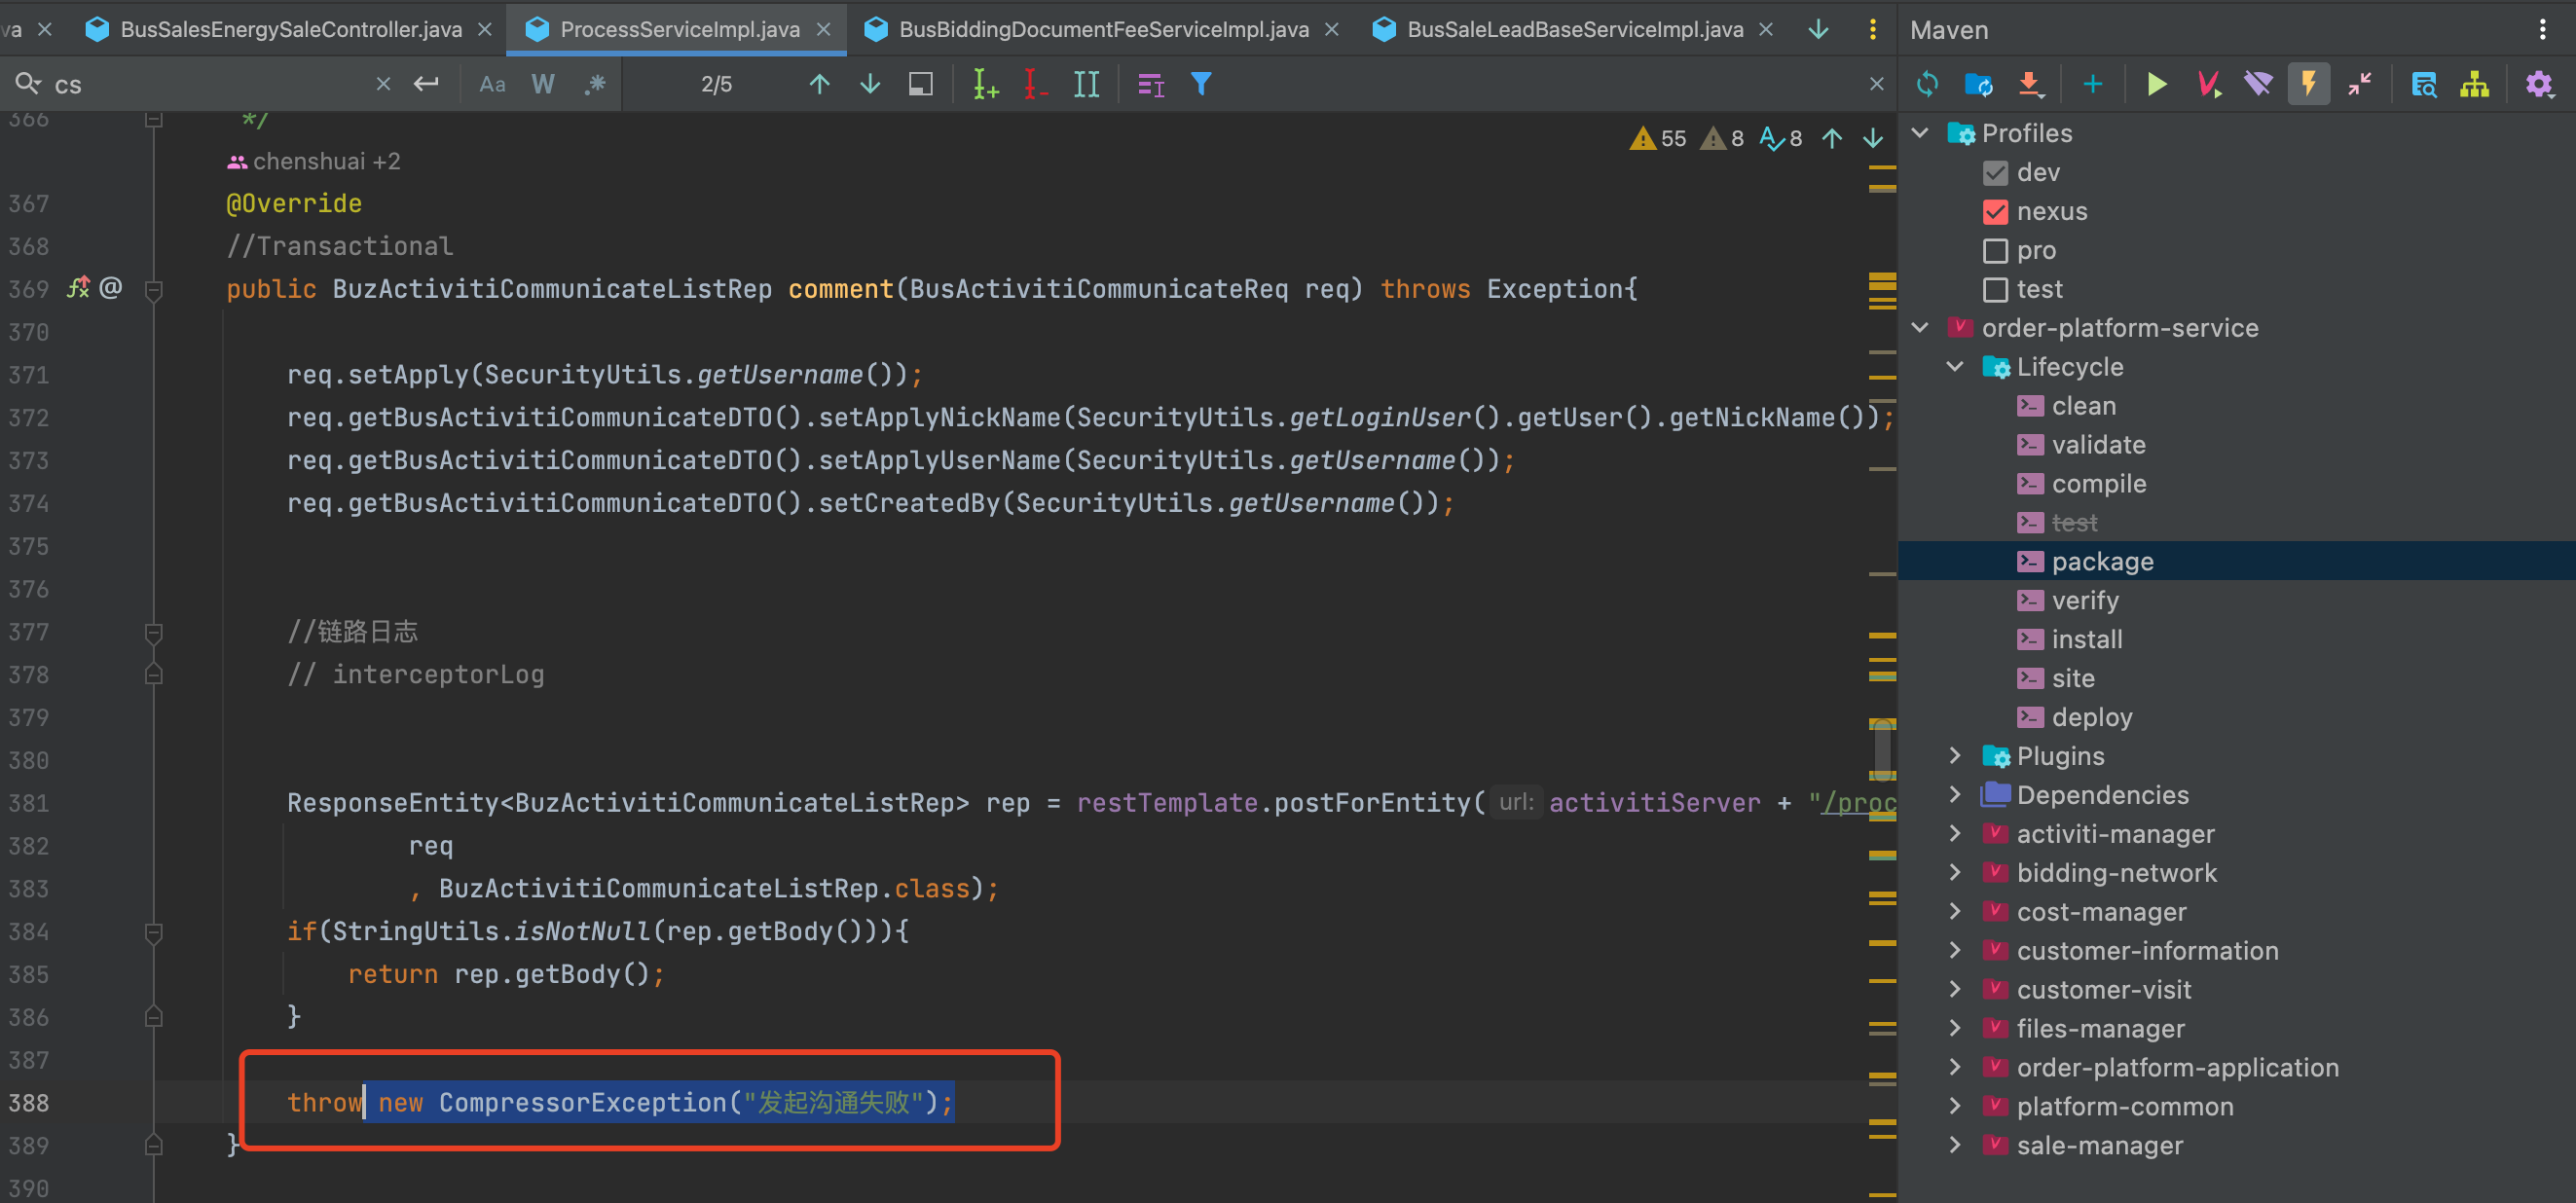 va
BusSalesEnergySaleController.java
ProcessServiceImpl.java
BusBiddingDocumentFeeServiceImpl.java
BusSaleLeadBaseServiceImpl.java
Maven
cs
Aa
W
.*
2/5
366 */
55 8 8
chenshuai +2
367 @Override
368 //Transactional
369 public BuzActivitiCommunicateListRep comment(BusActivitiCommunicateReq req) throws Exception{
370
371 req.setApply(SecurityUtils.getUsername());
372 req.getBusActivitiCommunicateDTO().setApplyNickName(SecurityUtils.getLoginUser().getUser().getNickName());
373 req.getBusActivitiCommunicateDTO().setApplyUserName(SecurityUtils.getUsername());
374 req.getBusActivitiCommunicateDTO().setCreatedBy(SecurityUtils.getUsername());
375
376
377 //链路日志
378 // interceptorLog
379
380
381 ResponseEntity<BuzActivitiCommunicateListRep> rep = restTemplate.postForEntity( url: activitiServer + "/proc
382 req
383 , BuzActivitiCommunicateListRep.class);
384 if(StringUtils.isNotNull(rep.getBody())){
385 return rep.getBody();
386 }
387
388 throw new CompressorException("发起沟通失败");
389 }
390
Profiles
dev
nexus
pro
test
order-platform-service
Lifecycle
clean
validate
compile
test
package
verify
install
site
deploy
Plugins
Dependencies
activiti-manager
bidding-network
cost-manager
customer-information
customer-visit
files-manager
order-platform-application
platform-common
sale-manager